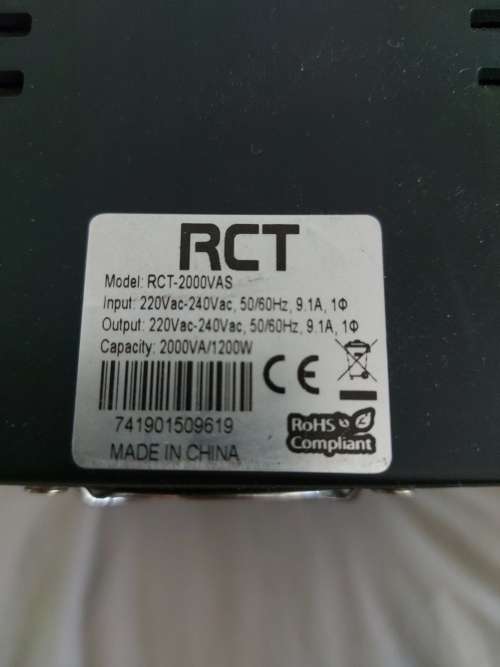 RCT
Model: RCT-2000VAS
Input: 220Vac-240Vac, 50/60Hz, 9.1A, 1Φ
Output: 220Vac-240Vac, 50/60Hz, 9.1A, 1Φ
Capacity: 2000VA/1200W
CE
741901509619
RoHS
Compliant
MADE IN CHINA